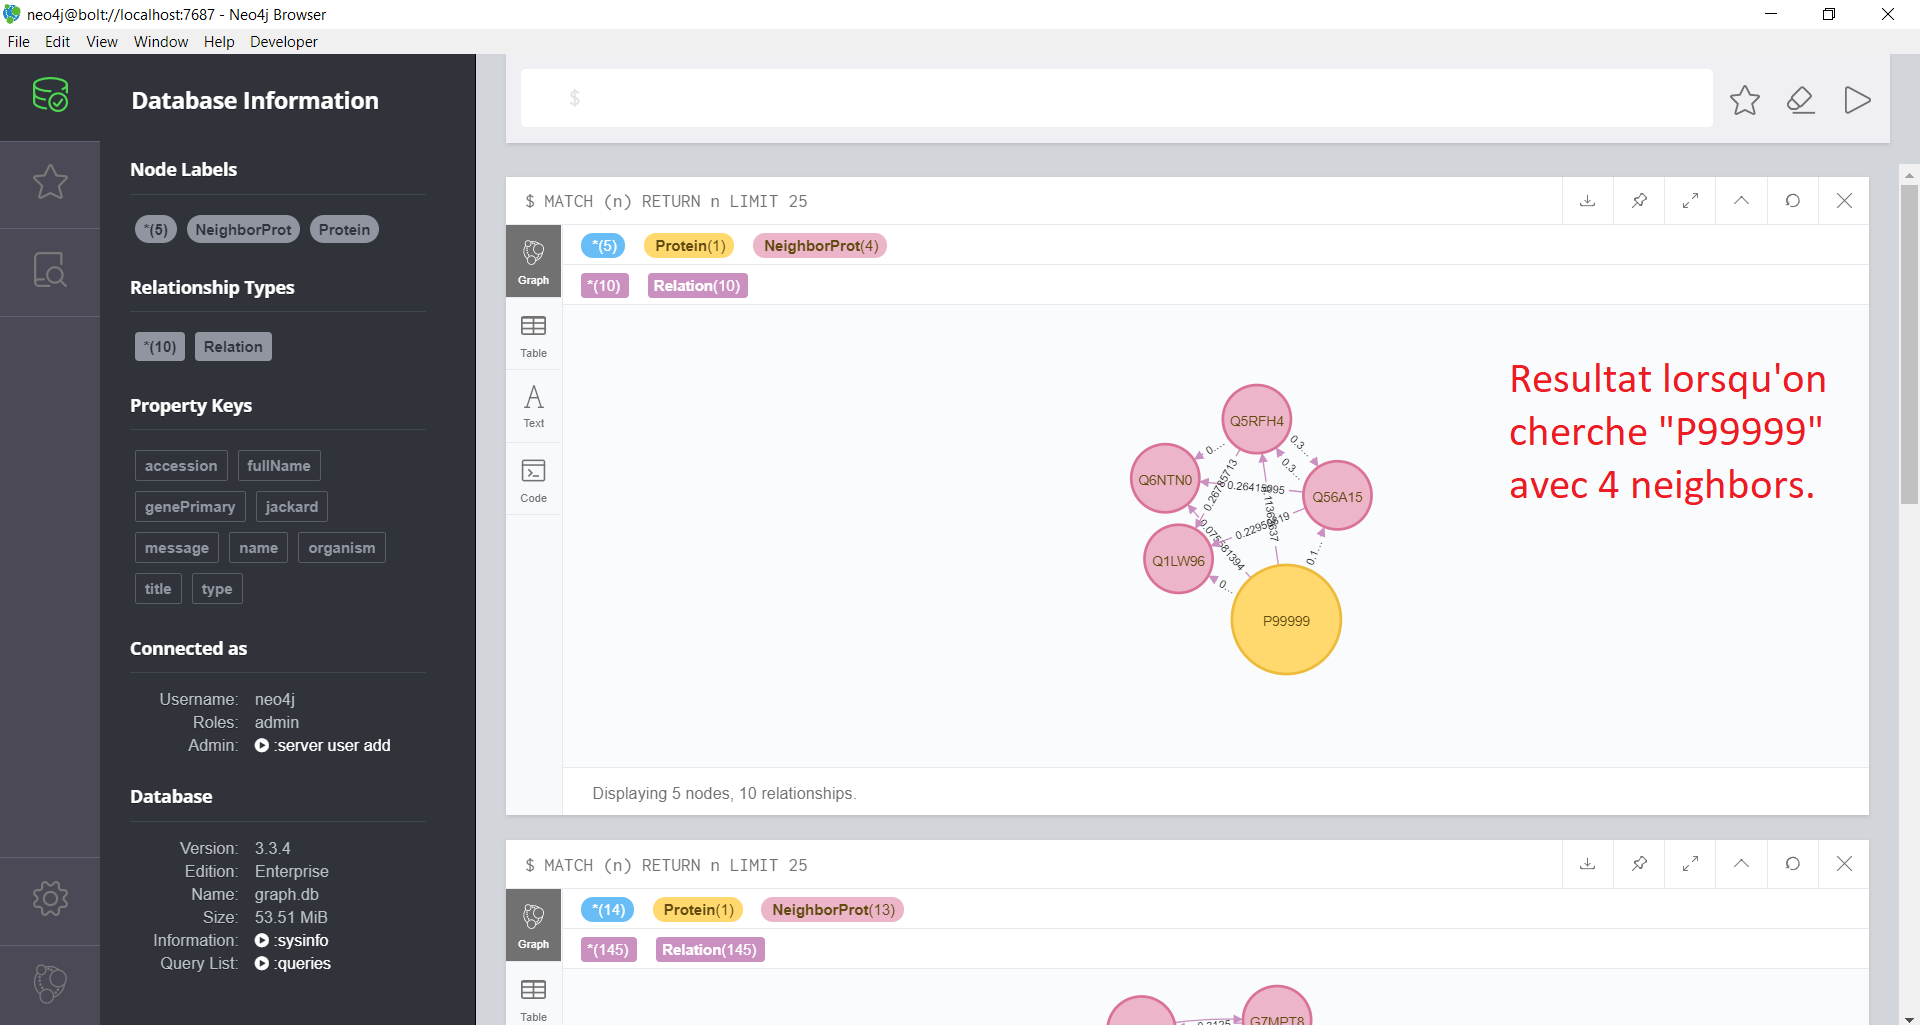 neo4j@bolt://localhost:7687 - Neo4j Browser
File Edit View Window Help Developer
Database Information
Node Labels
*(5) NeighborProt Protein
Relationship Types
*(10) Relation
Property Keys
accession fullName
genePrimary jackard
message name organism
title type
Connected as
Username: neo4j
Roles: admin
Admin: :server user add
Database
Version: 3.3.4
Edition: Enterprise
Name: graph.db
Size: 53.51 MiB
Information: :sysinfo
Query List: :queries
$
$ MATCH (n) RETURN n LIMIT 25
*(5) Protein(1) NeighborProt(4)
*(10) Relation(10)
Graph
Table
Text
Code
Q5RFH4
Q6NTN0
Q56A15
Q1LW96
P99999
0....
0.3...
0.3...
0.1...
0...
Resultat lorsqu'on
cherche "P99999"
avec 4 neighbors.
Displaying 5 nodes, 10 relationships.
$ MATCH (n) RETURN n LIMIT 25
*(14) Protein(1) NeighborProt(13)
*(145) Relation(145)
Graph
Table
G7MPT8